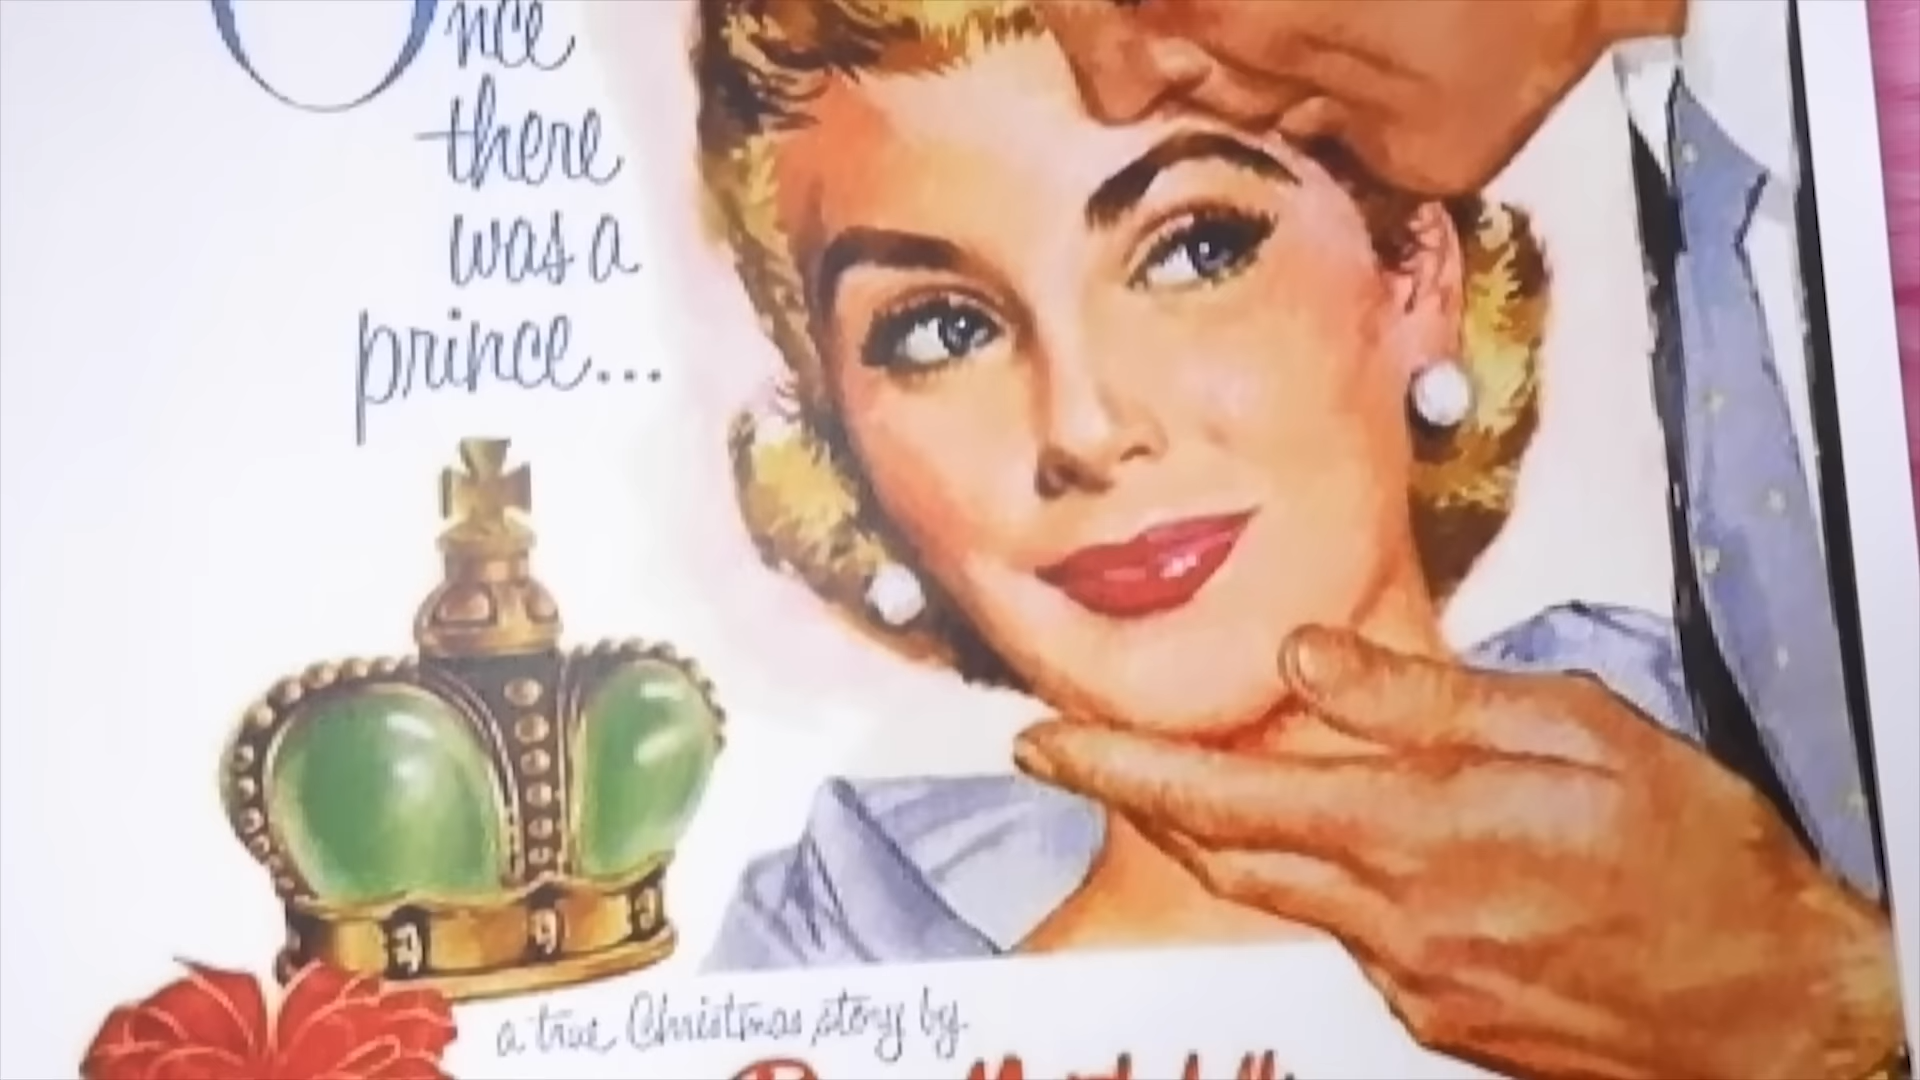 Once
there
was a
prince...
a true Christmas story by